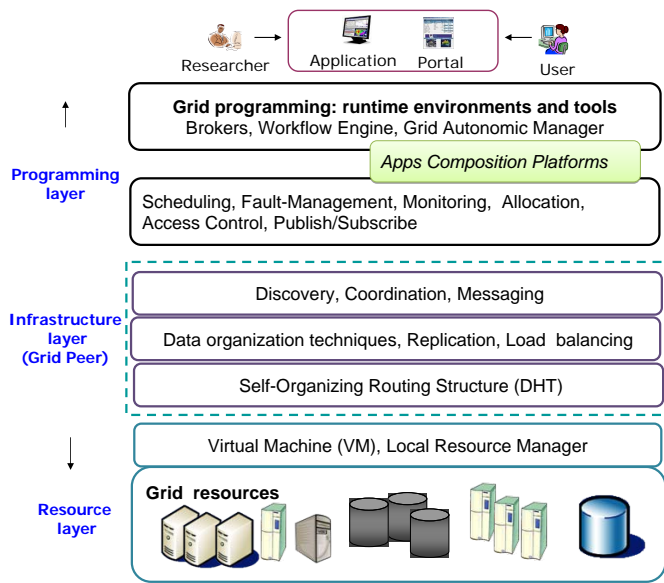 Researcher
Application
Portal
User
Grid programming: runtime environments and tools
Brokers, Workflow Engine, Grid Autonomic Manager
Apps Composition Platforms
Programming
layer
Scheduling, Fault-Management, Monitoring, Allocation,
Access Control, Publish/Subscribe
Discovery, Coordination, Messaging
Infrastructure
layer
(Grid Peer)
Data organization techniques, Replication, Load balancing
Self-Organizing Routing Structure (DHT)
Virtual Machine (VM), Local Resource Manager
Resource
layer
Grid resources